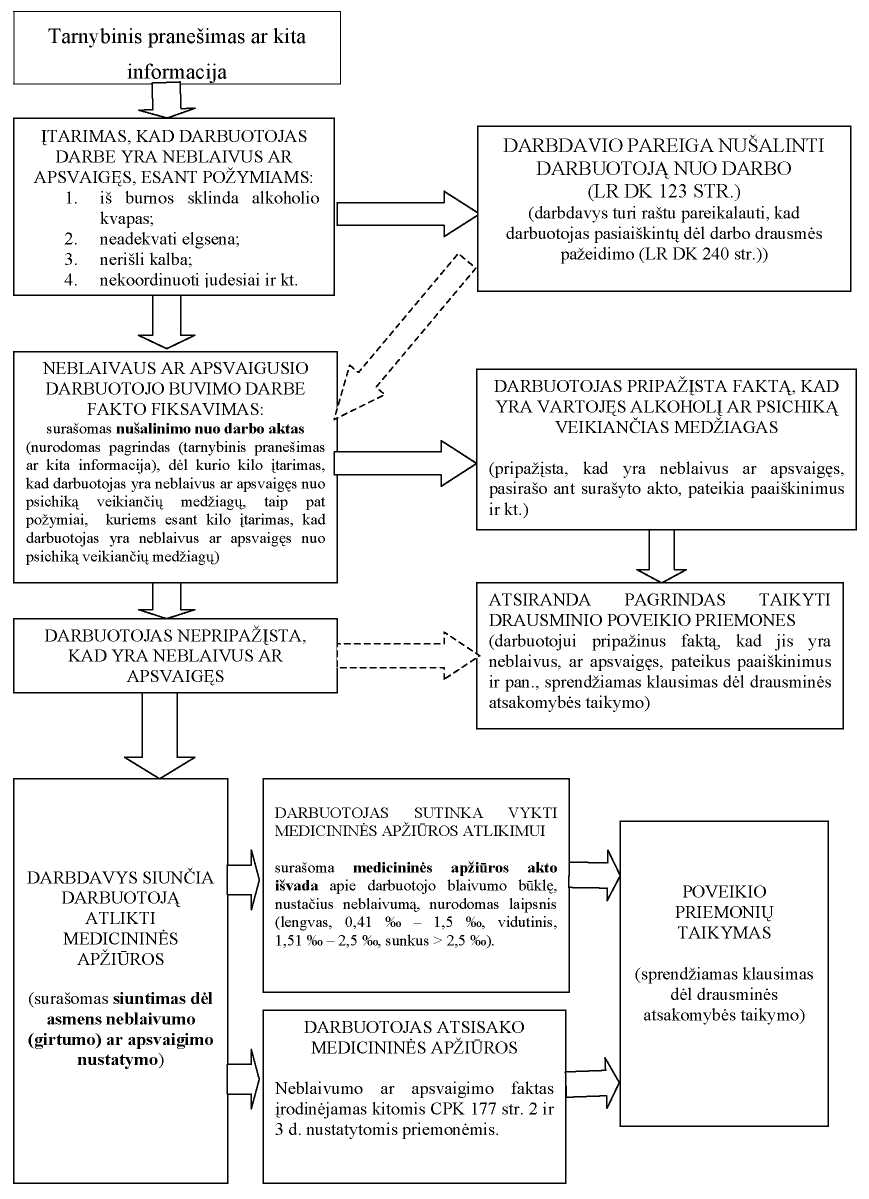 Tarnybinis pranešimas ar kita
informacija
ĮTARIMAS, KAD DARBUOTOJAS
DARBE YRA NEBLAIVUS AR
APSVAIGĘS, ESANT POŽYMIAMS:
1. iš burnos sklinda alkoholio
kvapas;
2. neadekvati elgsena;
3. nerišli kalba;
4. nekoordinuoti judesiai ir kt.
DARBDAVIO PAREIGA NUŠALINTI
DARBUOTOJĄ NUO DARBO
(LR DK 123 STR.)
(darbdavys turi raštu pareikalauti, kad
darbuotojas pasiaiškintų dėl darbo drausmės
pažeidimo (LR DK 240 str.))
NEBLAIVAUS AR APSVAIGUSIO
DARBUOTOJO BUVIMO DARBE
FAKTO FIKSAVIMAS:
surašomas nušalinimo nuo darbo aktas
(nurodomas pagrindas (tarnybinis pranešimas
ar kita informacija), dėl kurio kilo įtarimas,
kad darbuotojas yra neblaivus ar apsvaigęs nuo
psichiką veikiančių medžiagų, taip pat
požymiai, kuriems esant kilo įtarimas, kad
darbuotojas yra neblaivus ar apsvaigęs nuo
psichiką veikiančių medžiagų)
DARBUOTOJAS PRIPAŽĮSTA FAKTĄ, KAD
YRA VARTOJĘS ALKOHOLĮ AR PSICHIKĄ
VEIKIANČIAS MEDŽIAGAS
(pripažįsta, kad yra neblaivus ar apsvaigęs,
pasirašo ant surašyto akto, pateikia paaiškinimus
ir kt.)
ATSIRANDA PAGRINDAS TAIKYTI
DRAUSMINIO POVEIKIO PRIEMONES
(darbuotojui pripažinus faktą, kad jis yra
neblaivus, ar apsvaigęs, pateikus paaiškinimus
ir pan., sprendžiamas klausimas dėl drausminės
atsakomybės taikymo)
DARBUOTOJAS NEPRIPAŽĮSTA,
KAD YRA NEBLAIVUS AR
APSVAIGĘS
DARBDAVYS SIUNČIA
DARBUOTOJĄ
ATLIKTI
MEDICININĖS
APŽIŪROS
(surašomas siuntimas dėl
asmens neblaivumo
(girtumo) ar apsvaigimo
nustatymo)
DARBUOTOJAS SUTINKA VYKTI
MEDICININĖS APŽIŪROS ATLIKIMUI
surašoma medicininės apžiūros akto
išvada apie darbuotojo blaivumo būklę,
nustačius neblaivumą, nurodomas laipsnis
(lengvas, 0,41 ‰ – 1,5 ‰, vidutinis,
1,51 ‰ – 2,5 ‰, sunkus > 2,5 ‰).
DARBUOTOJAS ATSISAKO
MEDICININĖS APŽIŪROS
Neblaivumo ar apsvaigimo faktas
įrodinėjamas kitomis CPK 177 str. 2 ir
3 d. nustatytomis priemonėmis.
POVEIKIO
PRIEMONIŲ
TAIKYMAS
(sprendžiamas klausimas
dėl drausminės
atsakomybės taikymo)